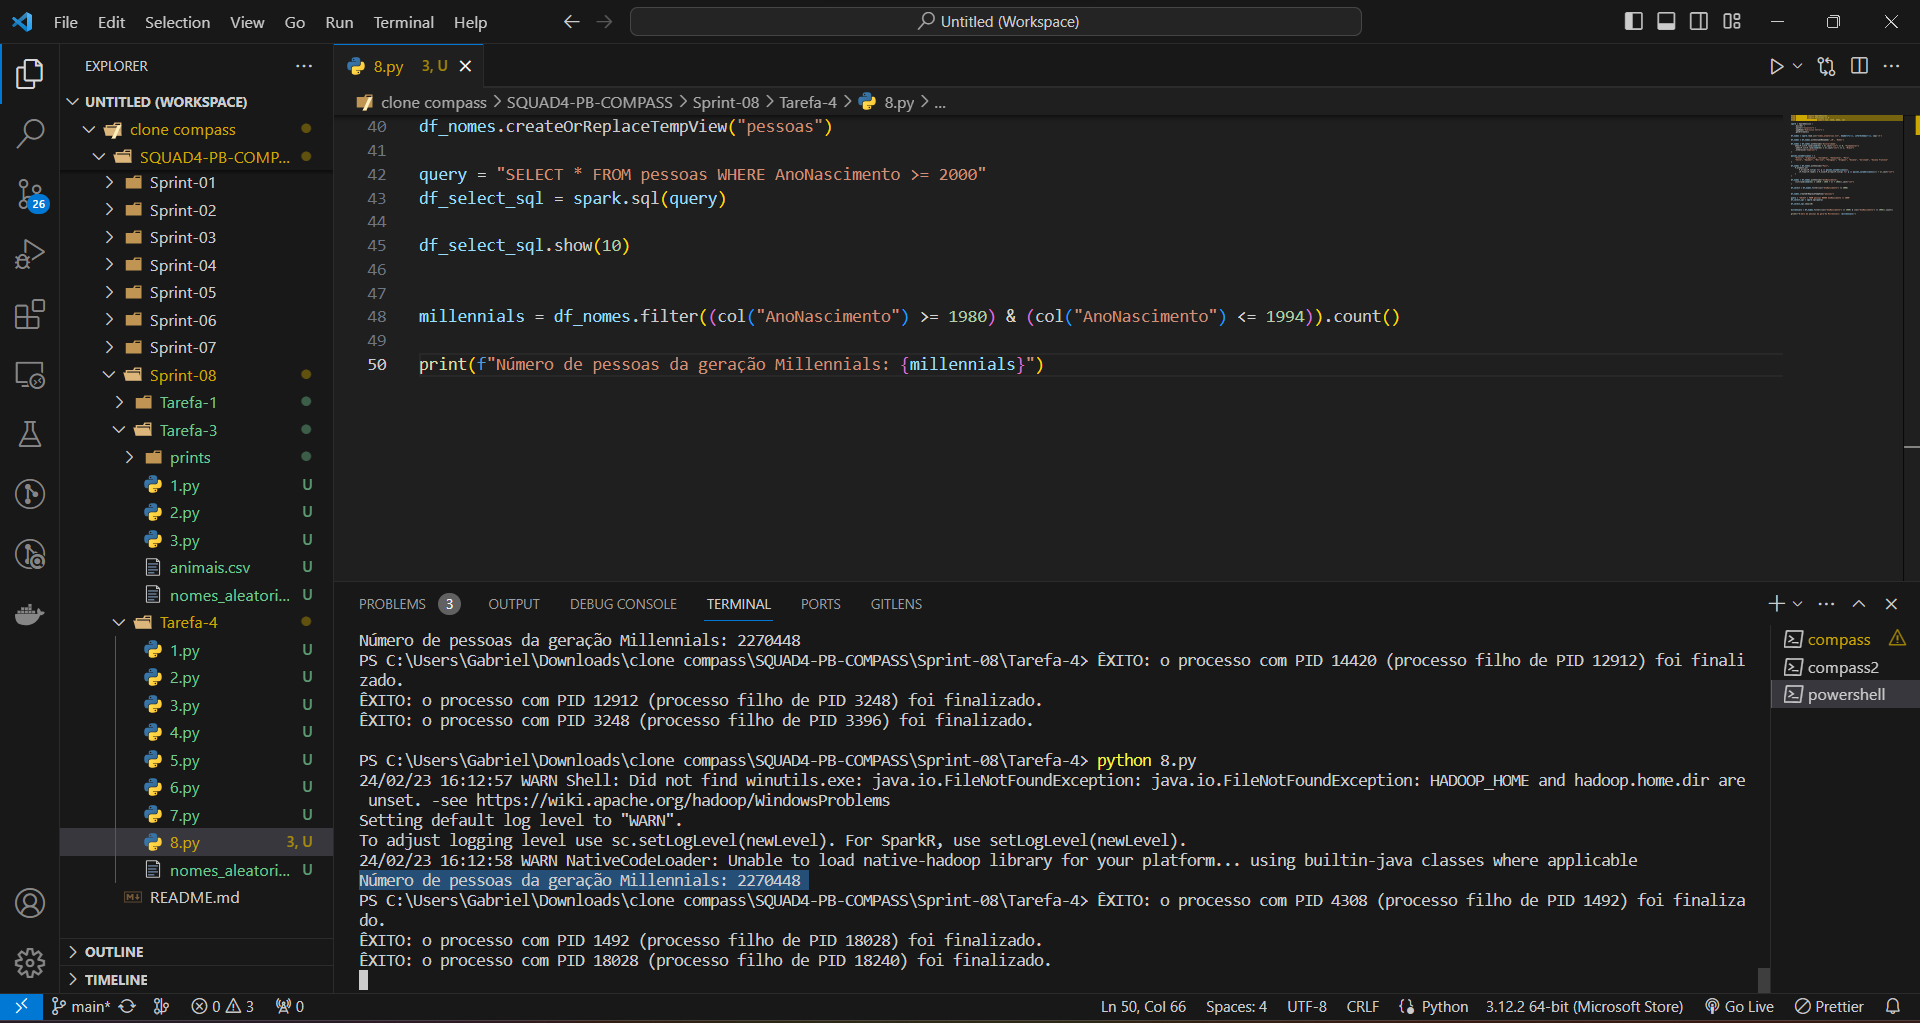 File Edit Selection View Go Run Terminal Help
Untitled (Workspace)
EXPLORER
UNTITLED (WORKSPACE)
clone compass
SQUAD4-PB-COMP...
Sprint-01
Sprint-02
Sprint-03
Sprint-04
Sprint-05
Sprint-06
Sprint-07
Sprint-08
Tarefa-1
Tarefa-3
prints
1.py U
2.py U
3.py U
animais.csv U
nomes_aleatori... U
Tarefa-4
1.py U
2.py U
3.py U
4.py U
5.py U
6.py U
7.py U
8.py 3, U
nomes_aleatori... U
README.md
OUTLINE
TIMELINE
26
8.py 3, U
clone compass > SQUAD4-PB-COMPASS > Sprint-08 > Tarefa-4 > 8.py > ...
40 df_nomes.createOrReplaceTempView("pessoas")
41
42 query = "SELECT * FROM pessoas WHERE AnoNascimento >= 2000"
43 df_select_sql = spark.sql(query)
44
45 df_select_sql.show(10)
46
47
48 millennials = df_nomes.filter((col("AnoNascimento") >= 1980) & (col("AnoNascimento") <= 1994)).count()
49
50 print(f"Número de pessoas da geração Millennials: {millennials}")
PROBLEMS 3 OUTPUT DEBUG CONSOLE TERMINAL PORTS GITLENS
Número de pessoas da geração Millennials: 2270448
PS C:\Users\Gabriel\Downloads\clone compass\SQUAD4-PB-COMPASS\Sprint-08\Tarefa-4> ÊXITO: o processo com PID 14420 (processo filho de PID 12912) foi finali
zado.
ÊXITO: o processo com PID 12912 (processo filho de PID 3248) foi finalizado.
ÊXITO: o processo com PID 3248 (processo filho de PID 3396) foi finalizado.
PS C:\Users\Gabriel\Downloads\clone compass\SQUAD4-PB-COMPASS\Sprint-08\Tarefa-4> python 8.py
24/02/23 16:12:57 WARN Shell: Did not find winutils.exe: java.io.FileNotFoundException: java.io.FileNotFoundException: HADOOP_HOME and hadoop.home.dir are
unset. -see https://wiki.apache.org/hadoop/WindowsProblems
Setting default log level to "WARN".
To adjust logging level use sc.setLogLevel(newLevel). For SparkR, use setLogLevel(newLevel).
24/02/23 16:12:58 WARN NativeCodeLoader: Unable to load native-hadoop library for your platform... using builtin-java classes where applicable
Número de pessoas da geração Millennials: 2270448
PS C:\Users\Gabriel\Downloads\clone compass\SQUAD4-PB-COMPASS\Sprint-08\Tarefa-4> ÊXITO: o processo com PID 4308 (processo filho de PID 1492) foi finaliza
do.
ÊXITO: o processo com PID 1492 (processo filho de PID 18028) foi finalizado.
ÊXITO: o processo com PID 18028 (processo filho de PID 18240) foi finalizado.
compass
compass2
powershell
main* 0 3 0
Ln 50, Col 66 Spaces: 4 UTF-8 CRLF Python 3.12.2 64-bit (Microsoft Store) Go Live Prettier